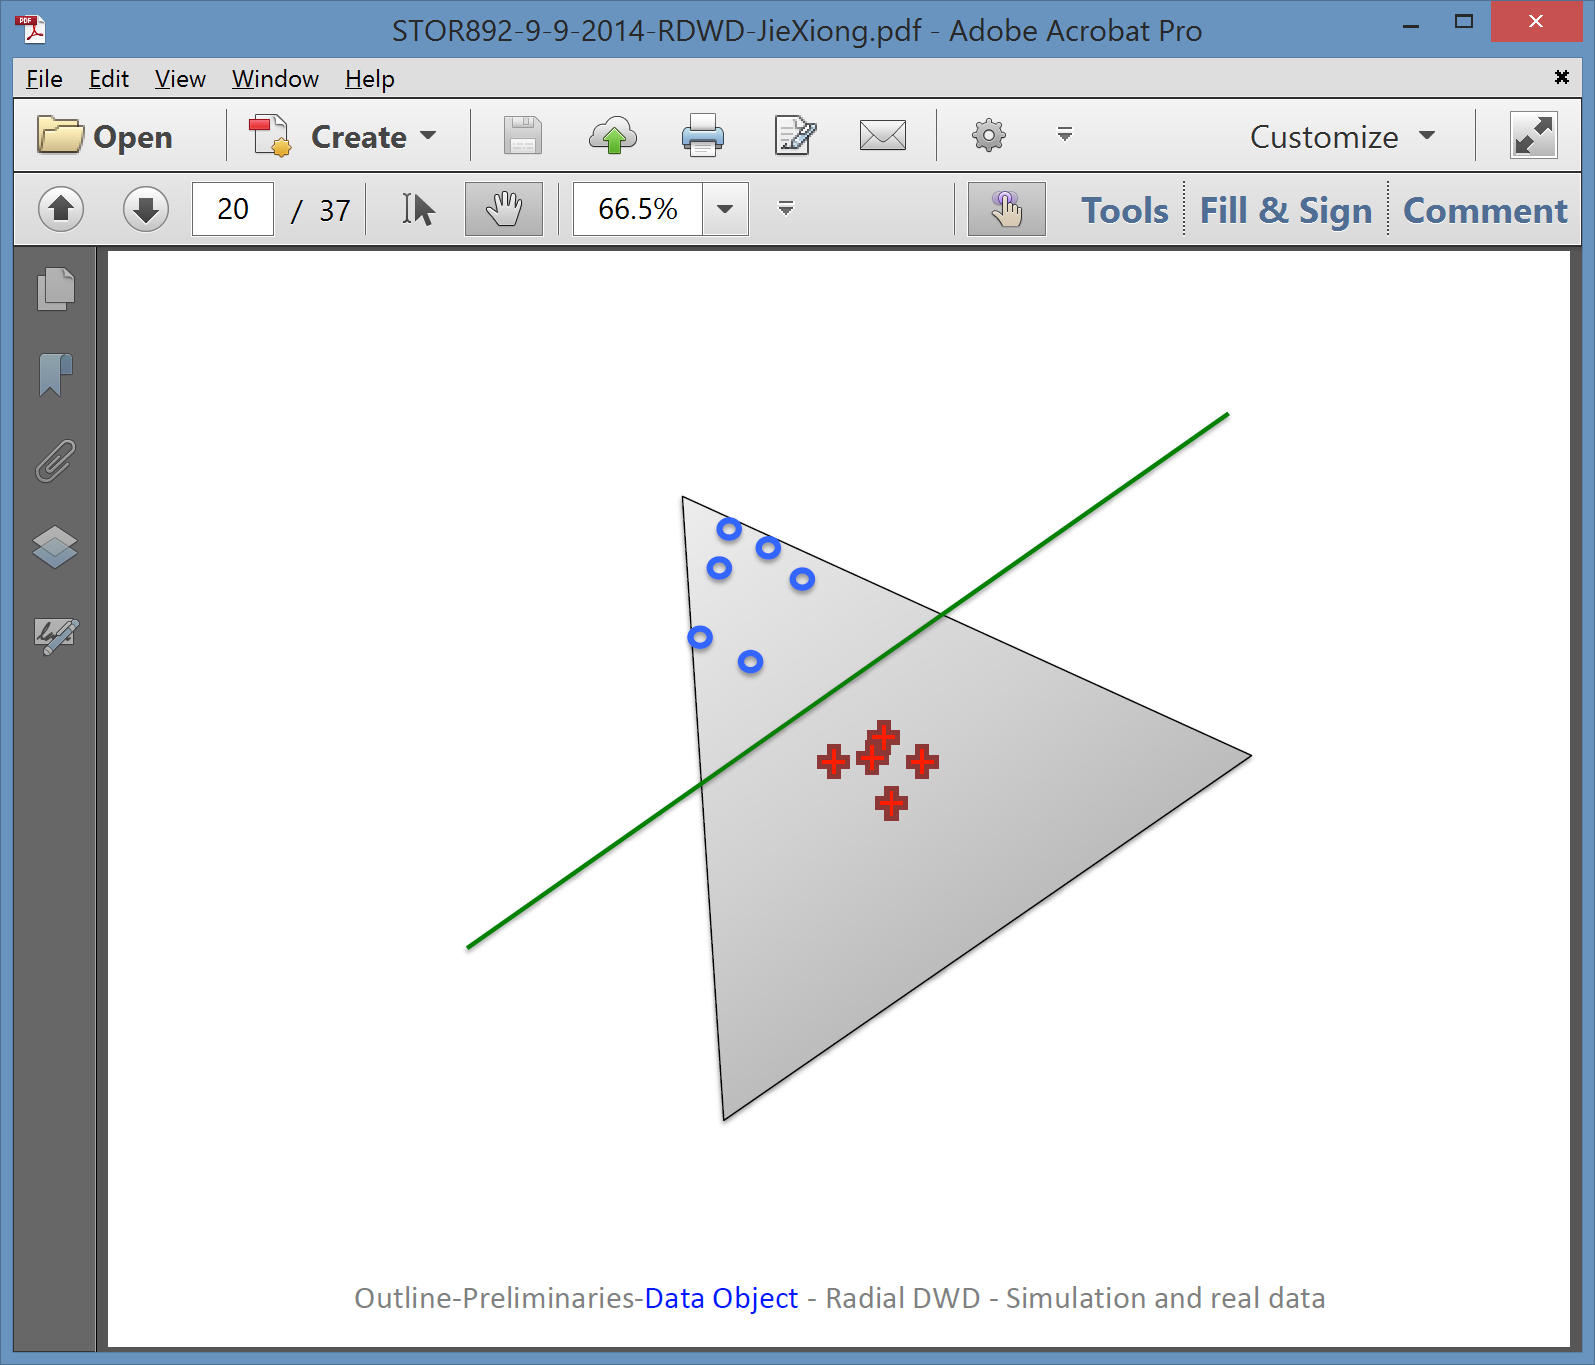 STOR892-9-9-2014-RDWD-JieXiong.pdf - Adobe Acrobat Pro
File Edit View Window Help
Open Create Customize
20 / 37 66.5% Tools Fill & Sign Comment
Outline-Preliminaries-Data Object - Radial DWD - Simulation and real data